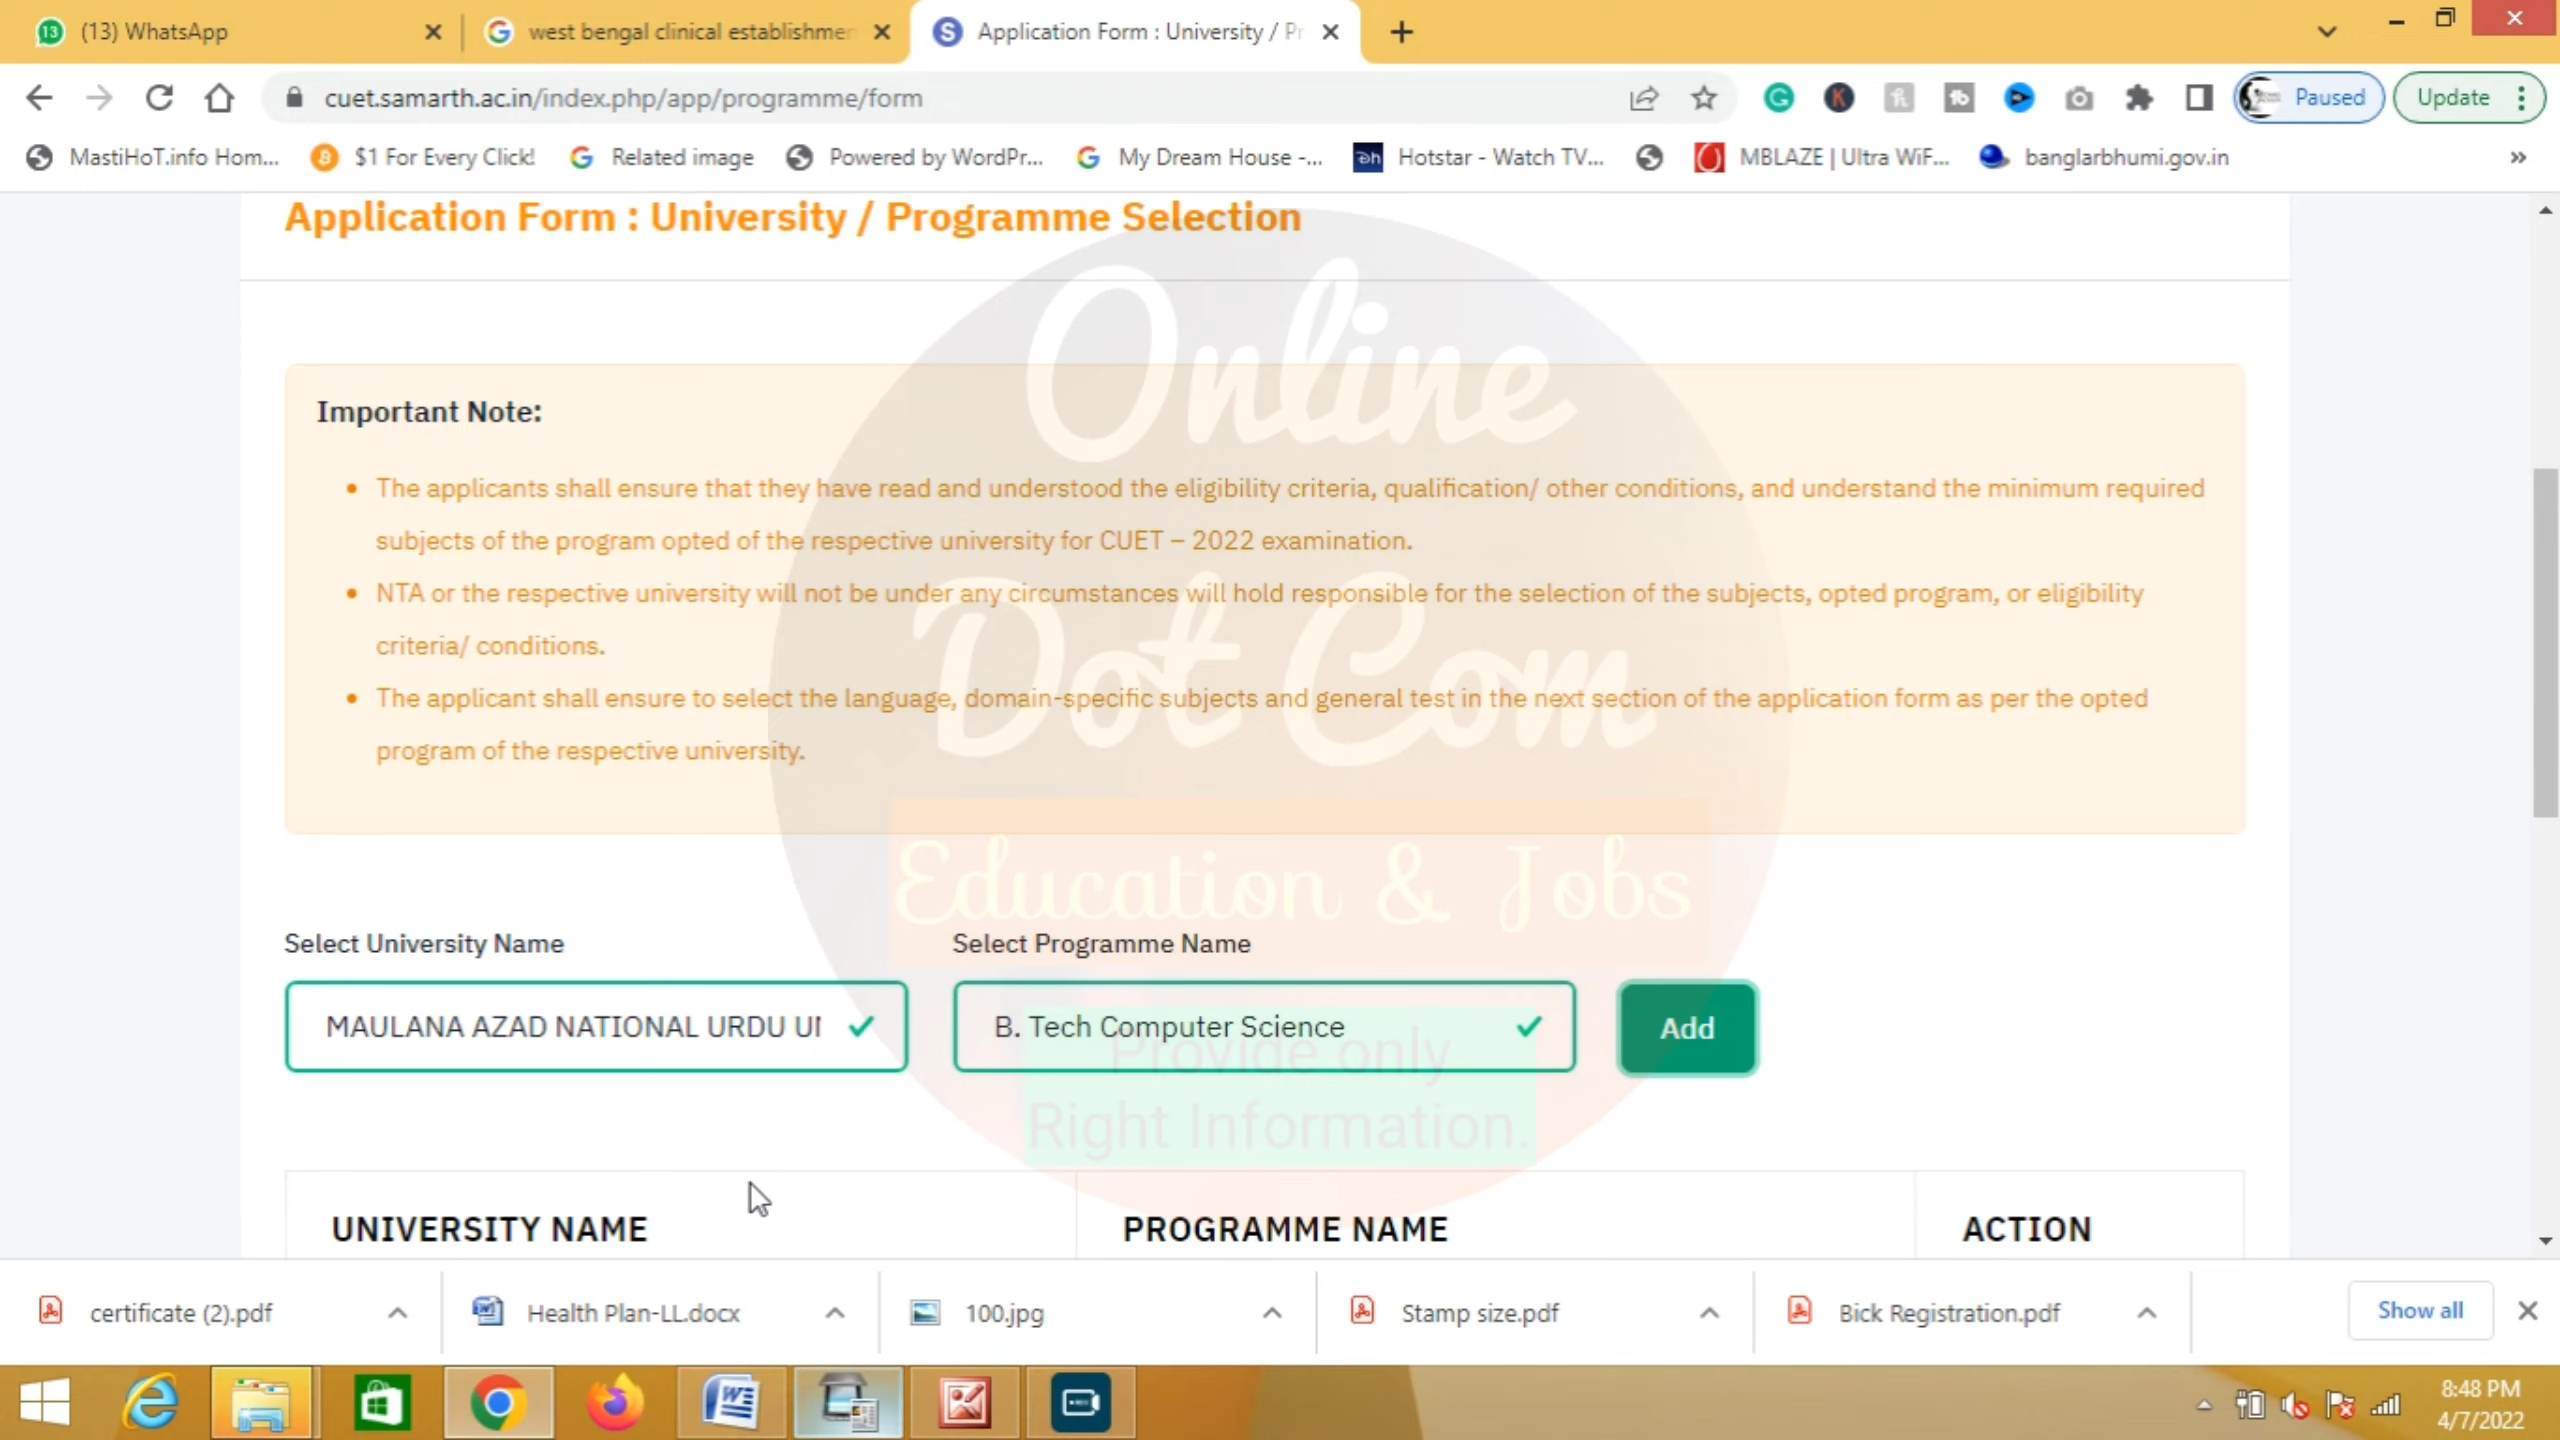 13 (13) WhatsApp
west bengal clinical establishmen
S Application Form : University / Pr
cuet.samarth.ac.in/index.php/app/programme/form
Paused
Update
MastiHoT.info Hom...
$1 For Every Click!
Related image
Powered by WordPr...
My Dream House -...
Hotstar - Watch TV...
MBLAZE | Ultra WiF...
banglarbhumi.gov.in
»
Application Form : University / Programme Selection
Online
Dot Com
Education & Jobs
Provide only
Right Information.
Important Note:
• The applicants shall ensure that they have read and understood the eligibility criteria, qualification/ other conditions, and understand the minimum required
subjects of the program opted of the respective university for CUET – 2022 examination.
• NTA or the respective university will not be under any circumstances will hold responsible for the selection of the subjects, opted program, or eligibility
criteria/ conditions.
• The applicant shall ensure to select the language, domain-specific subjects and general test in the next section of the application form as per the opted
program of the respective university.
Select University Name
Select Programme Name
MAULANA AZAD NATIONAL URDU UN
B. Tech Computer Science
Add
UNIVERSITY NAME
PROGRAMME NAME
ACTION
certificate (2).pdf
Health Plan-LL.docx
100.jpg
Stamp size.pdf
Bick Registration.pdf
Show all
8:48 PM
4/7/2022